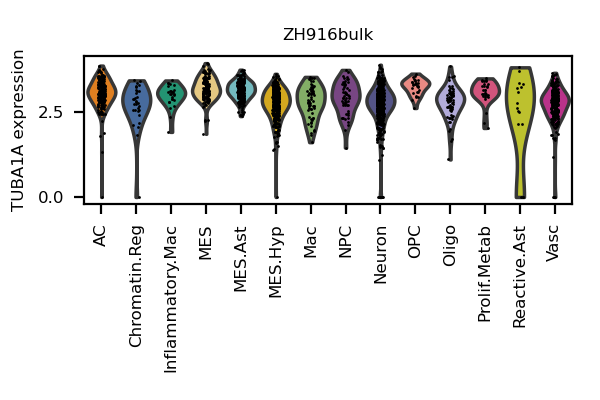 ZH916bulk
TUBA1A expression
2.5
0.0
AC
Chromatin.Reg
Inflammatory.Mac
MES
MES.Ast
MES.Hyp
Mac
NPC
Neuron
OPC
Oligo
Prolif.Metab
Reactive.Ast
Vasc